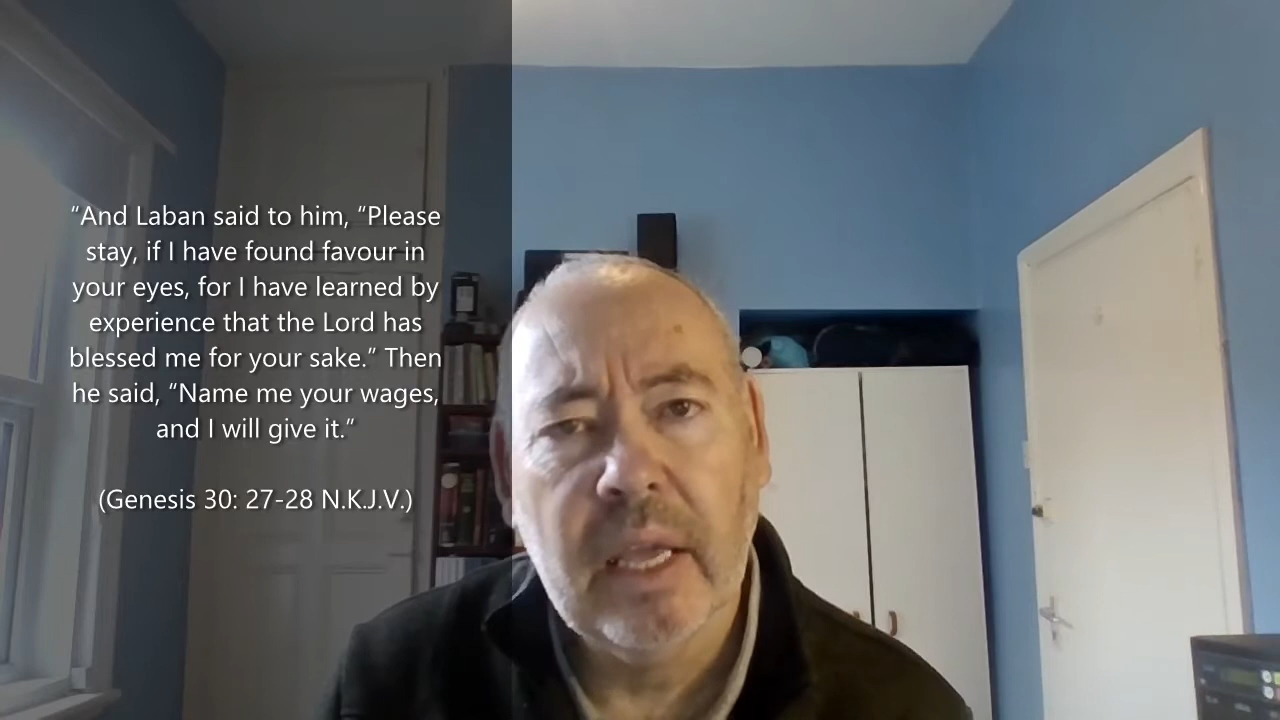 “And Laban said to him, “Please
stay, if I have found favour in
your eyes, for I have learned by
experience that the Lord has
blessed me for your sake.” Then
he said, “Name me your wages,
and I will give it.”
(Genesis 30: 27-28 N.K.J.V.)